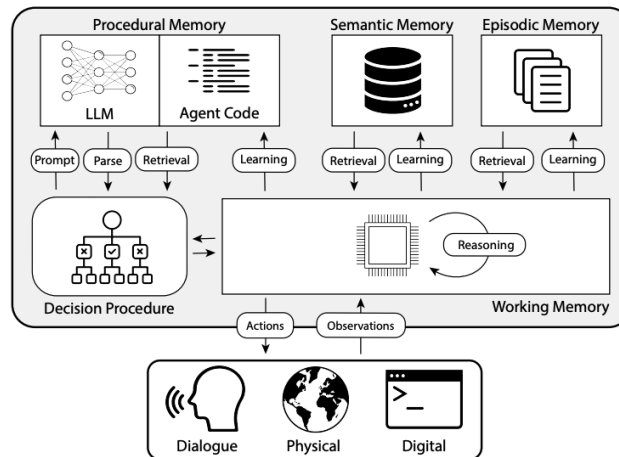 Procedural Memory
Semantic Memory
Episodic Memory
LLM
Agent Code
Prompt
Parse
Retrieval
Learning
Retrieval
Learning
Retrieval
Learning
Reasoning
Decision Procedure
Working Memory
Actions
Observations
>_
Dialogue
Physical
Digital